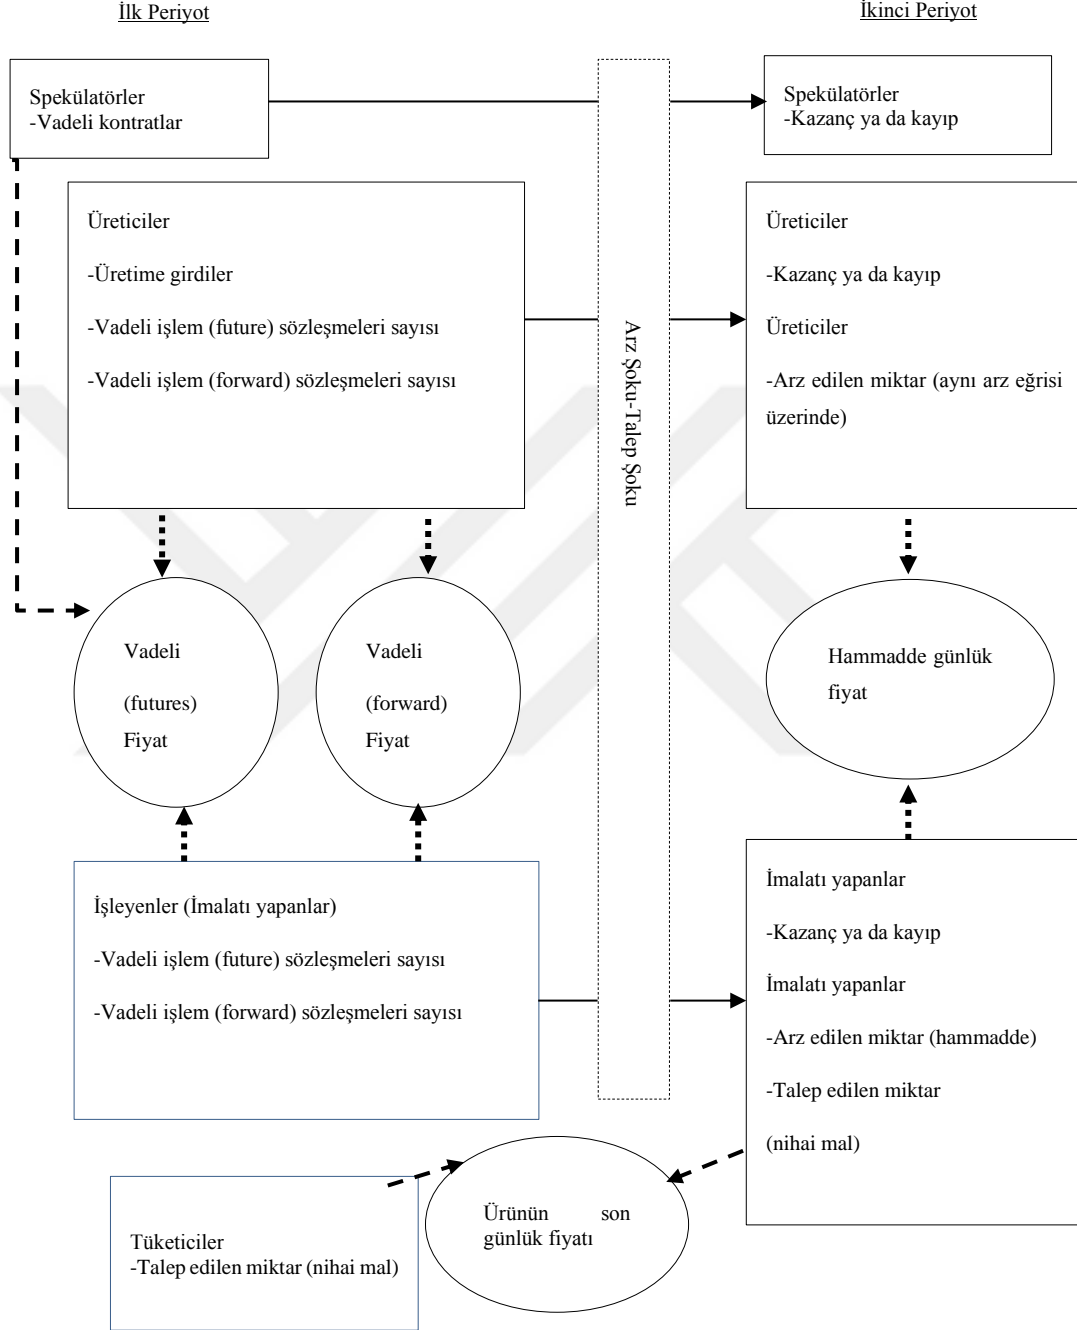 İlk Periyot
İkinci Periyot
Spekülatörler
-Vadeli kontratlar
Spekülatörler
-Kazanç ya da kayıp
Üreticiler
-Üretime girdiler
-Vadeli işlem (future) sözleşmeleri sayısı
-Vadeli işlem (forward) sözleşmeleri sayısı
Arz Şoku-Talep Şoku
Üreticiler
-Kazanç ya da kayıp
Üreticiler
-Arz edilen miktar (aynı arz eğrisi
üzerinde)
Vadeli
(futures)
Fiyat
Vadeli
(forward)
Fiyat
Hammadde günlük
fiyat
İşleyenler (İmalatı yapanlar)
-Vadeli işlem (future) sözleşmeleri sayısı
-Vadeli işlem (forward) sözleşmeleri sayısı
İmalatı yapanlar
-Kazanç ya da kayıp
İmalatı yapanlar
-Arz edilen miktar (hammadde)
-Talep edilen miktar
(nihai mal)
Tüketiciler
-Talep edilen miktar (nihai mal)
Ürünün son
günlük fiyatı